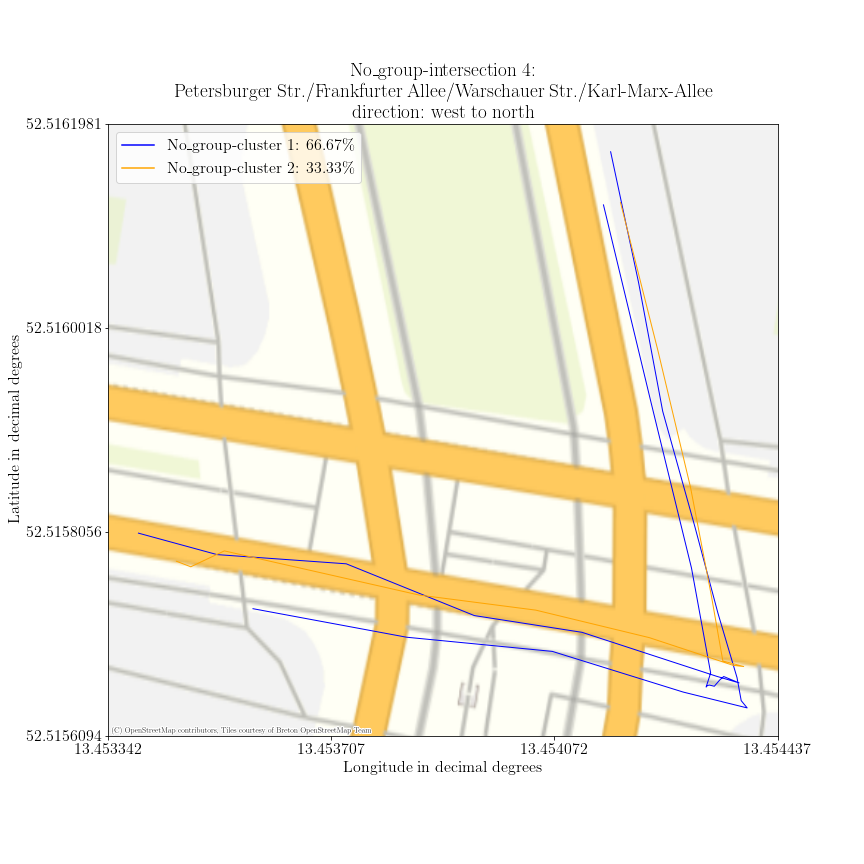 No_group-intersection 4:
Petersburger Str./Frankfurter Allee/Warschauer Str./Karl-Marx-Allee
direction: west to north
52.5161981
No_group-cluster 1: 66.67%
No_group-cluster 2: 33.33%
52.5160018
Latitude in decimal degrees
52.5158056
(C) OpenStreetMap contributors, Tiles courtesy of Breton OpenStreetMap Team
52.5156094
13.453342 13.453707 13.454072 13.454437
Longitude in decimal degrees